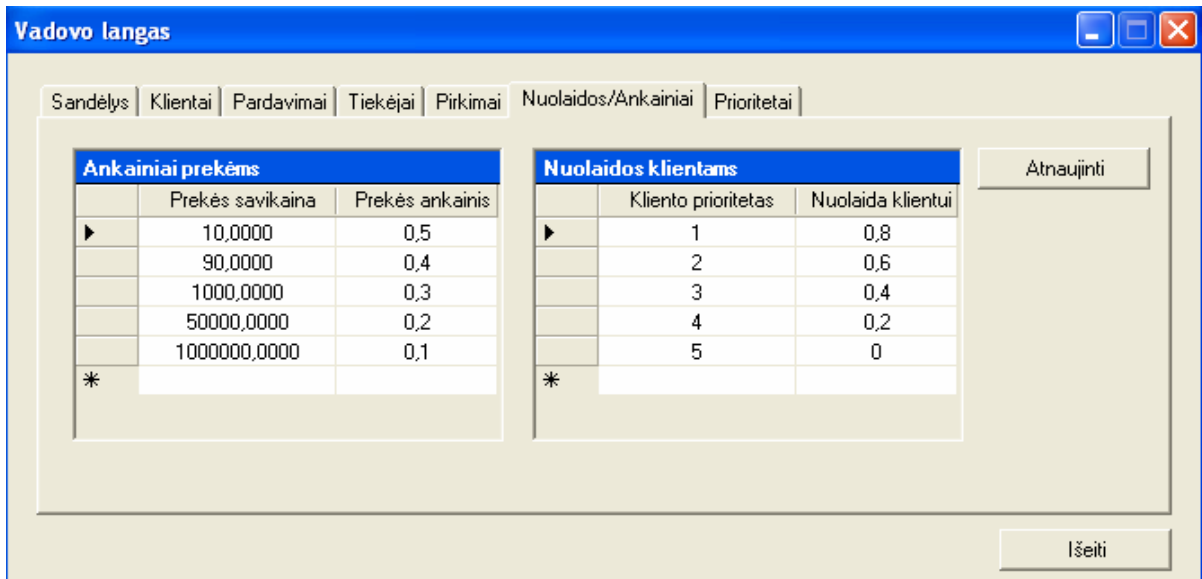 Vadovo langas
Sandėlys Klientai Pardavimai Tiekėjai Pirkimai Nuolaidos/Ankainiai Prioritetai
Ankainiai prekėms
Prekės savikaina Prekės ankainis
10,0000 0,5
90,0000 0,4
1000,0000 0,3
50000,0000 0,2
1000000,0000 0,1
Nuolaidos klientams
Kliento prioritetas Nuolaida klientui
1 0,8
2 0,6
3 0,4
4 0,2
5 0
Atnaujinti
Išeiti